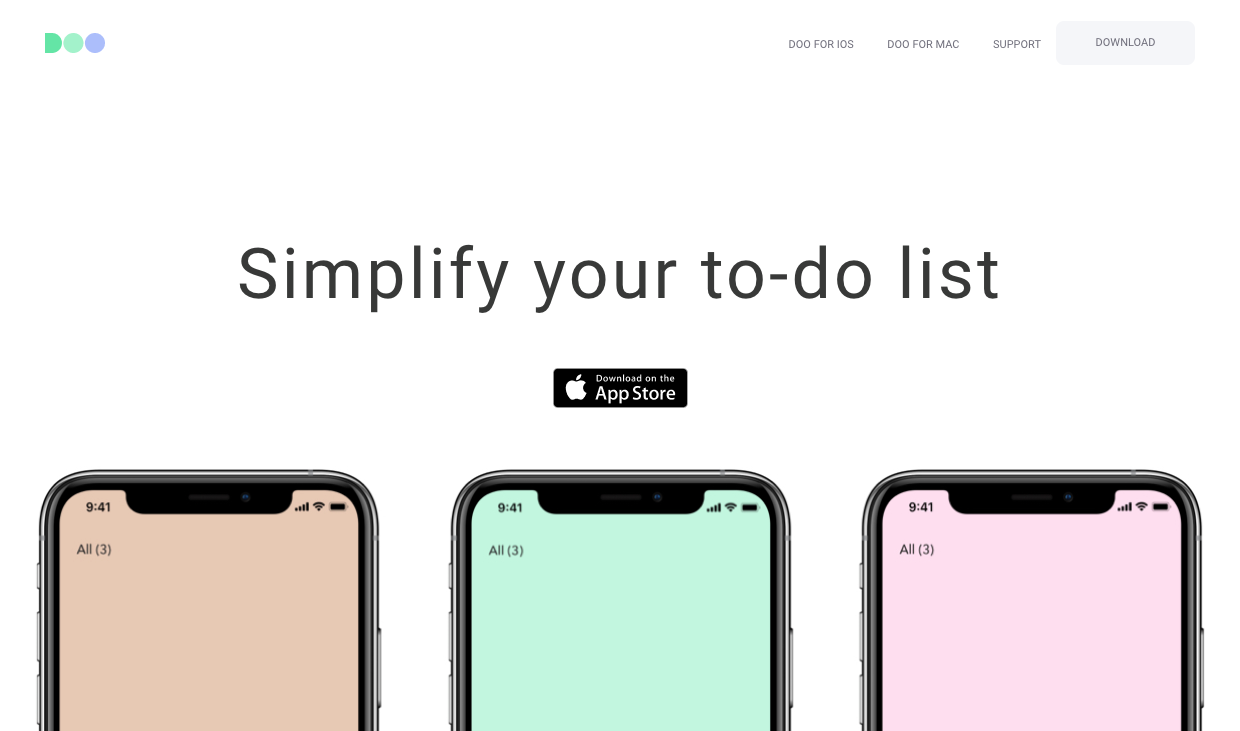 DOO
DOO FOR IOS
DOO FOR MAC
SUPPORT
DOWNLOAD
Simplify your to-do list
Download on the
App Store
9:41
All (3)
9:41
All (3)
9:41
All (3)